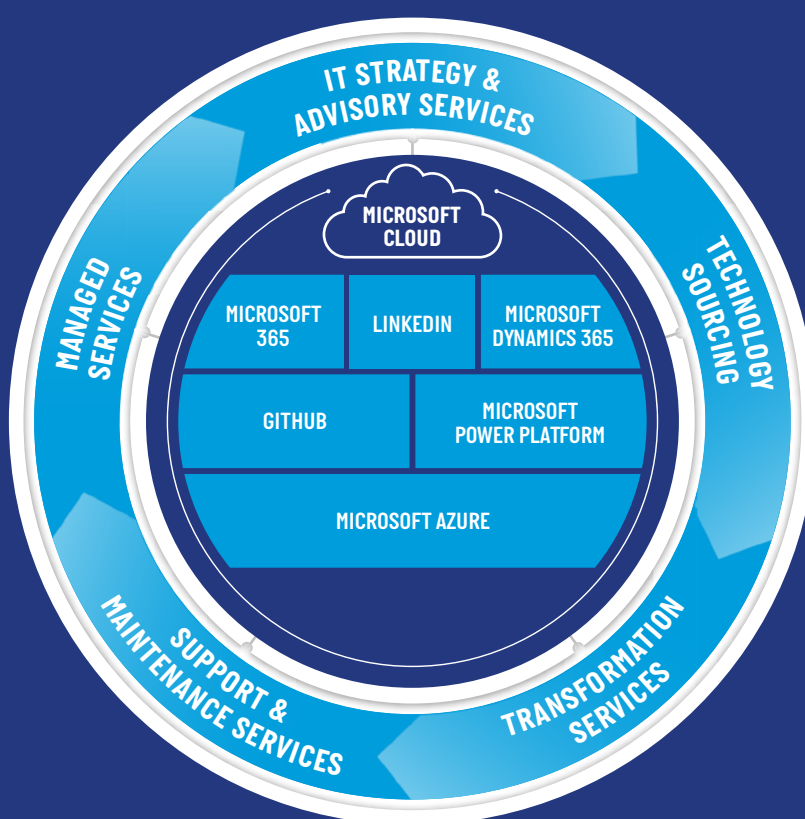 IT STRATEGY &
ADVISORY SERVICES
MICROSOFT
CLOUD
MANAGED
SERVICES
TECHNOLOGY
SOURCING
MICROSOFT
365
LINKEDIN
MICROSOFT
DYNAMICS 365
GITHUB
MICROSOFT
POWER PLATFORM
MICROSOFT AZURE
SUPPORT &
MAINTENANCE SERVICES
TRANSFORMATION
SERVICES